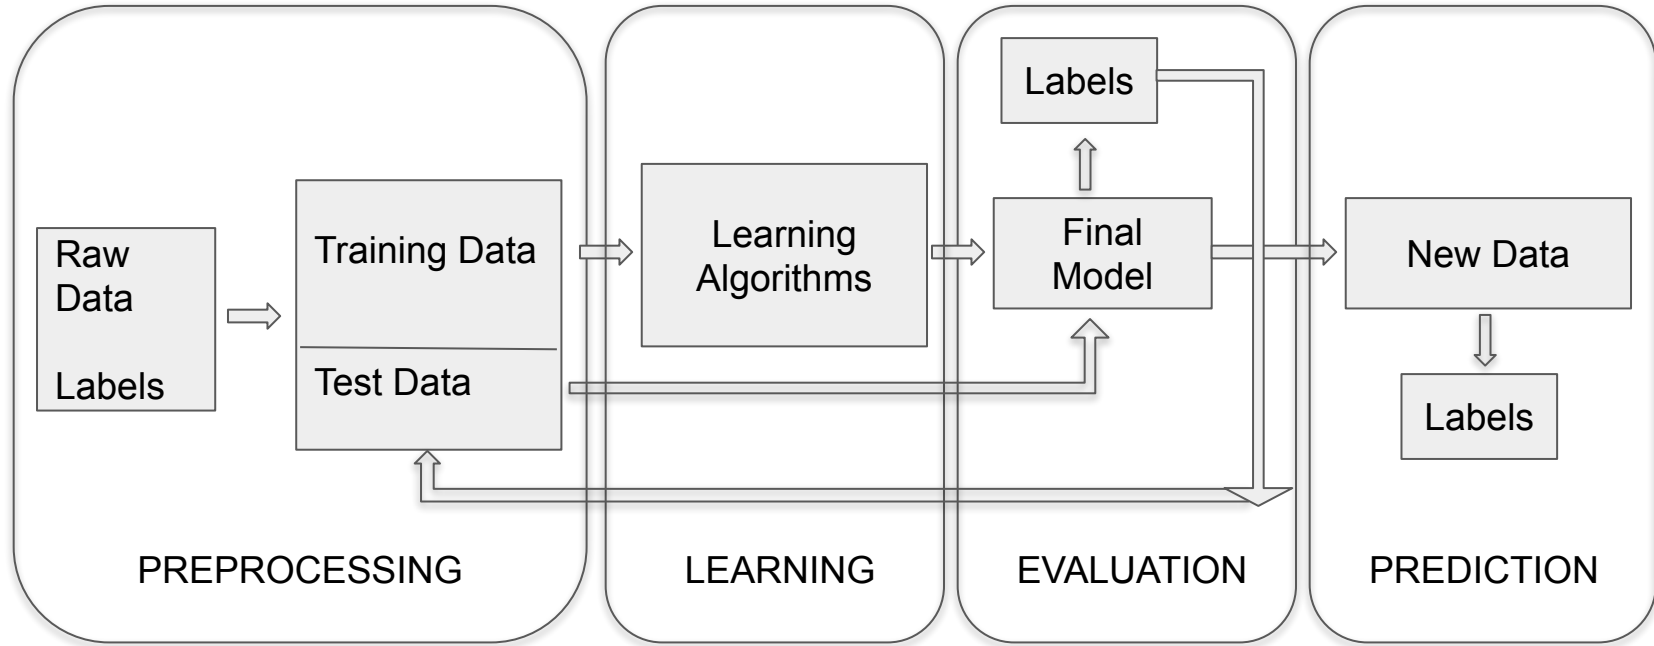 Raw
Data
Labels
Training Data
Test Data
PREPROCESSING
Learning
Algorithms
LEARNING
Labels
Final
Model
EVALUATION
New Data
Labels
PREDICTION